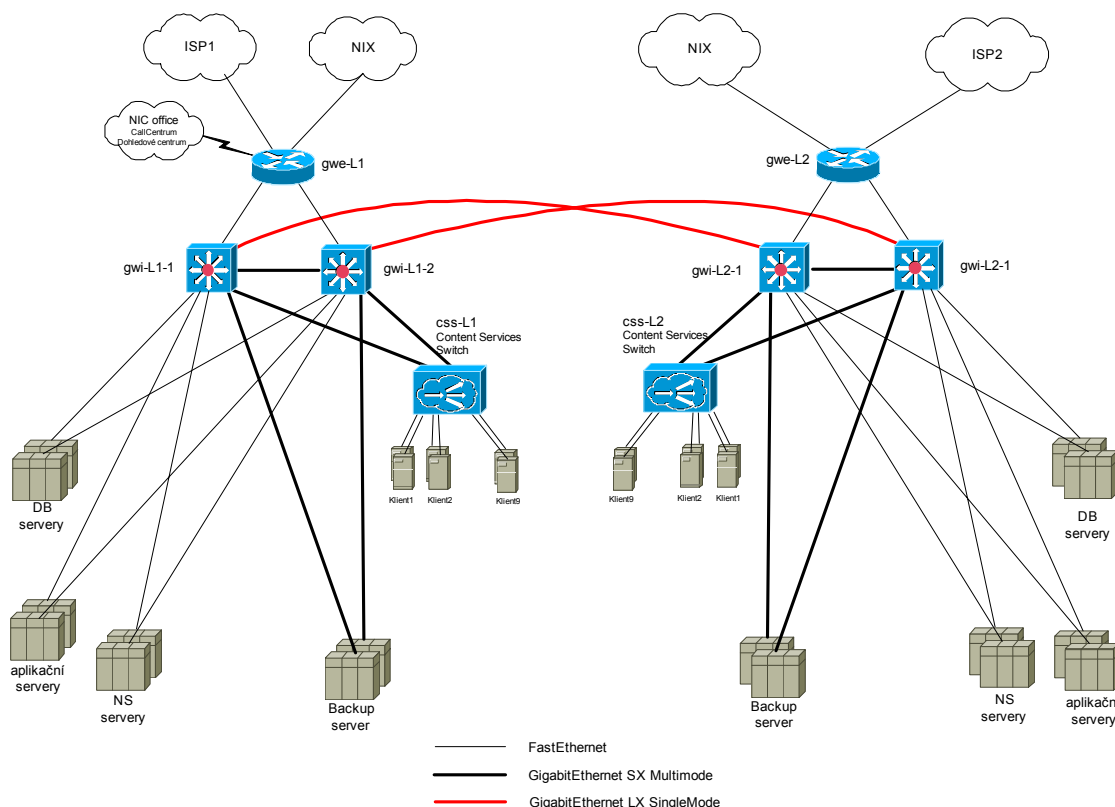 ISP1
NIX
NIX
ISP2
NIC office
CallCentrum
Dohledové centrum
gwe-L1
gwe-L2
gwi-L1-1
gwi-L1-2
gwi-L2-1
gwi-L2-1
css-L1
Content Services
Switch
css-L2
Content Services
Switch
Klient1
Klient2
Klient9
Klient9
Klient2
Klient1
DB
servery
DB
servery
aplikační
servery
NS
servery
Backup
server
Backup
server
NS
servery
aplikační
servery
FastEthernet
GigabitEthernet SX Multimode
GigabitEthernet LX SingleMode